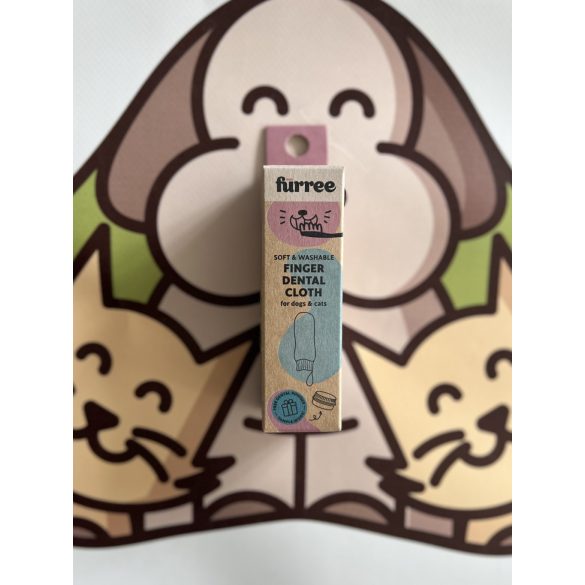 furree
SOFT & WASHABLE
FINGER
DENTAL
CLOTH
for dogs & cats